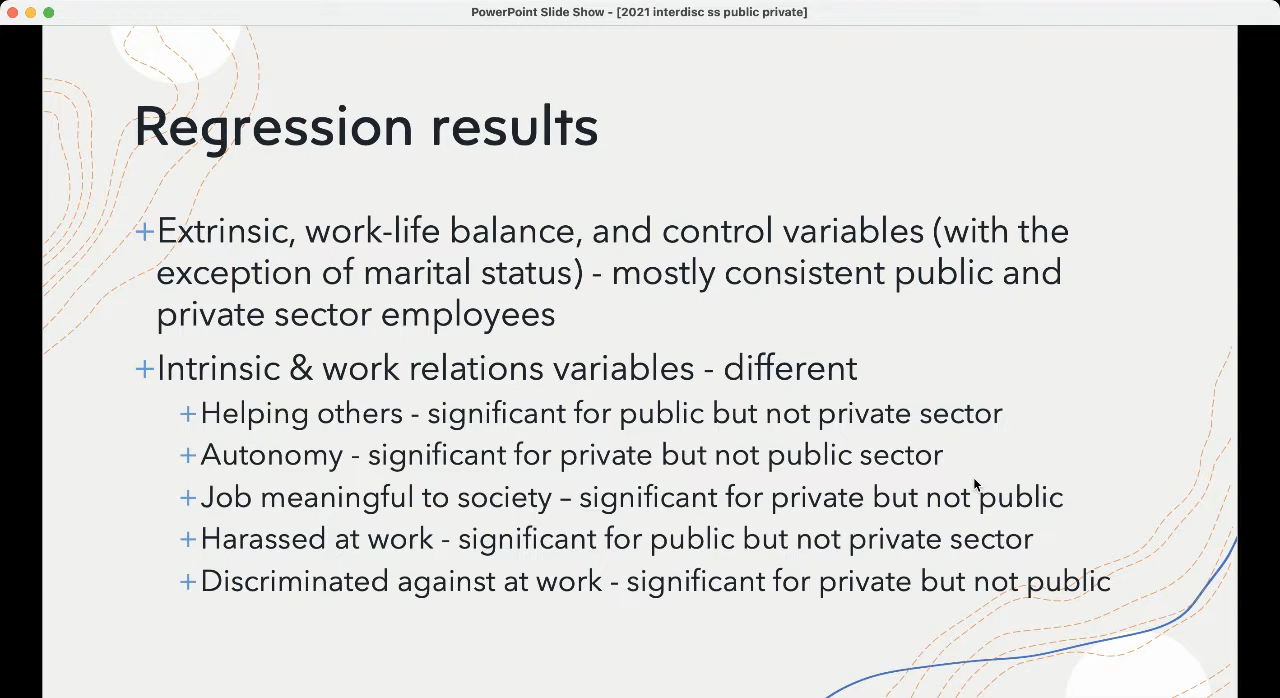 PowerPoint Slide Show - [2021 interdisc ss public private]
Regression results
+Extrinsic, work-life balance, and control variables (with the
exception of marital status) - mostly consistent public and
private sector employees
+Intrinsic & work relations variables - different
+Helping others - significant for public but not private sector
+Autonomy - significant for private but not public sector
+Job meaningful to society – significant for private but not public
+Harassed at work - significant for public but not private sector
+Discriminated against at work - significant for private but not public